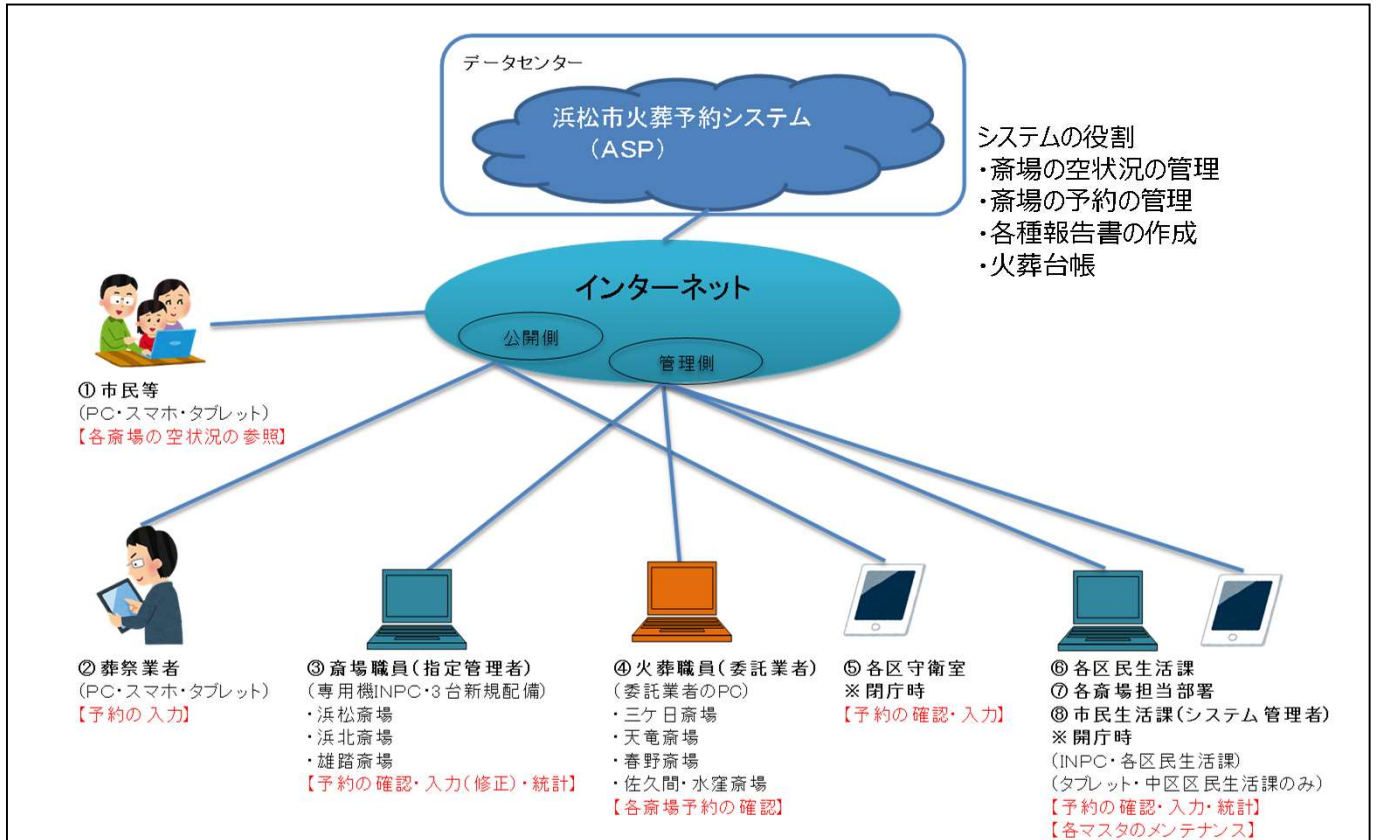 データセンター
浜松市火葬予約システム
（ASP）
システムの役割
・斎場の空状況の管理
・斎場の予約の管理
・各種報告書の作成
・火葬台帳
インターネット
公開側
管理側
①市民等
(PC・スマホ・タブレット)
【各斎場の空状況の参照】
②葬祭業者
(PC・スマホ・タブレット)
【予約の入力】
③斎場職員(指定管理者)
(専用機INPC・3台新規配備)
・浜松斎場
・浜北斎場
・雄踏斎場
【予約の確認・入力(修正)・統計】
④火葬職員(委託業者)
(委託業者のPC)
・三ケ日斎場
・天竜斎場
・春野斎場
・佐久間・水窪斎場
【各斎場予約の確認】
⑤各区守衛室
※閉庁時
【予約の確認・入力】
⑥各区民生活課
⑦各斎場担当部署
⑧市民生活課(システム管理者)
※開庁時
(INPC・各区民生活課)
(タブレット・中区区民生活課のみ)
【予約の確認・入力・統計】
【各マスタのメンテナンス】